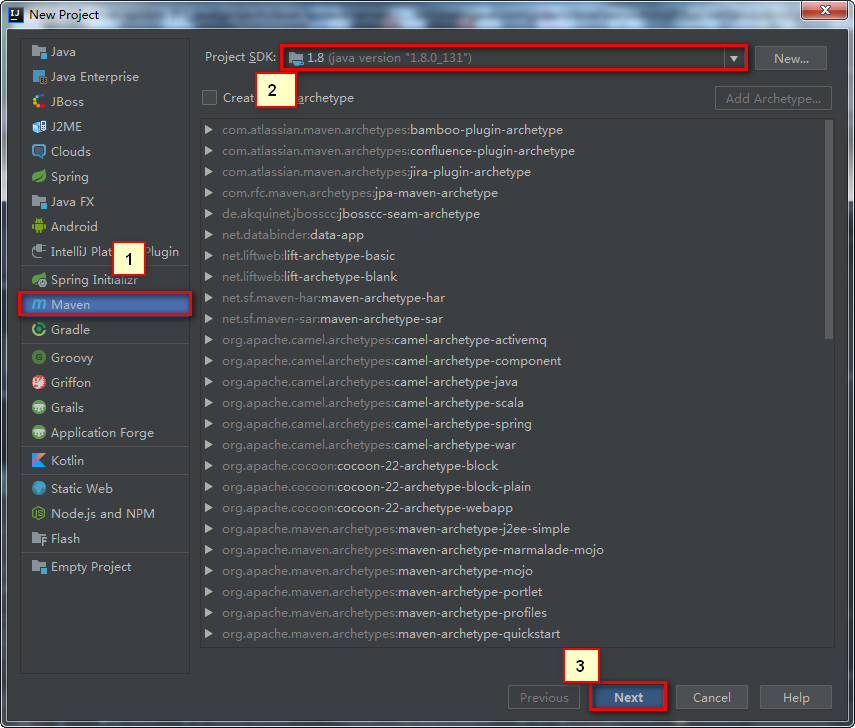 New Project
Java
Java Enterprise
JBoss
J2ME
Clouds
Spring
Java FX
Android
IntelliJ Plat Plugin
1
Spring Initializr
Maven
Gradle
Groovy
Griffon
Grails
Application Forge
Kotlin
Static Web
Node.js and NPM
Flash
Empty Project
Project SDK: 1.8 (java version "1.8.0_131") New...
2
Creat archetype Add Archetype...
com.atlassian.maven.archetypes:bamboo-plugin-archetype
com.atlassian.maven.archetypes:confluence-plugin-archetype
com.atlassian.maven.archetypes:jira-plugin-archetype
com.rfc.maven.archetypes:jpa-maven-archetype
de.akquinet.jbosscc:jbosscc-seam-archetype
net.databinder:data-app
net.liftweb:lift-archetype-basic
net.liftweb:lift-archetype-blank
net.sf.maven-har:maven-archetype-har
net.sf.maven-sar:maven-archetype-sar
org.apache.camel.archetypes:camel-archetype-activemq
org.apache.camel.archetypes:camel-archetype-component
org.apache.camel.archetypes:camel-archetype-java
org.apache.camel.archetypes:camel-archetype-scala
org.apache.camel.archetypes:camel-archetype-spring
org.apache.camel.archetypes:camel-archetype-war
org.apache.cocoon:cocoon-22-archetype-block
org.apache.cocoon:cocoon-22-archetype-block-plain
org.apache.cocoon:cocoon-22-archetype-webapp
org.apache.maven.archetypes:maven-archetype-j2ee-simple
org.apache.maven.archetypes:maven-archetype-marmalade-mojo
org.apache.maven.archetypes:maven-archetype-mojo
org.apache.maven.archetypes:maven-archetype-portlet
org.apache.maven.archetypes:maven-archetype-profiles
org.apache.maven.archetypes:maven-archetype-quickstart
3
Previous Next Cancel Help